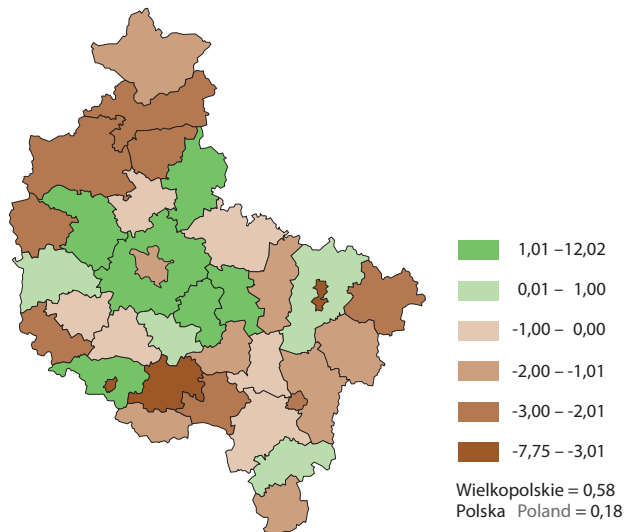 1,01 –12,02
0,01 – 1,00
-1,00 – 0,00
-2,00 – -1,01
-3,00 – -2,01
-7,75 – -3,01
Wielkopolskie = 0,58
Polska Poland = 0,18